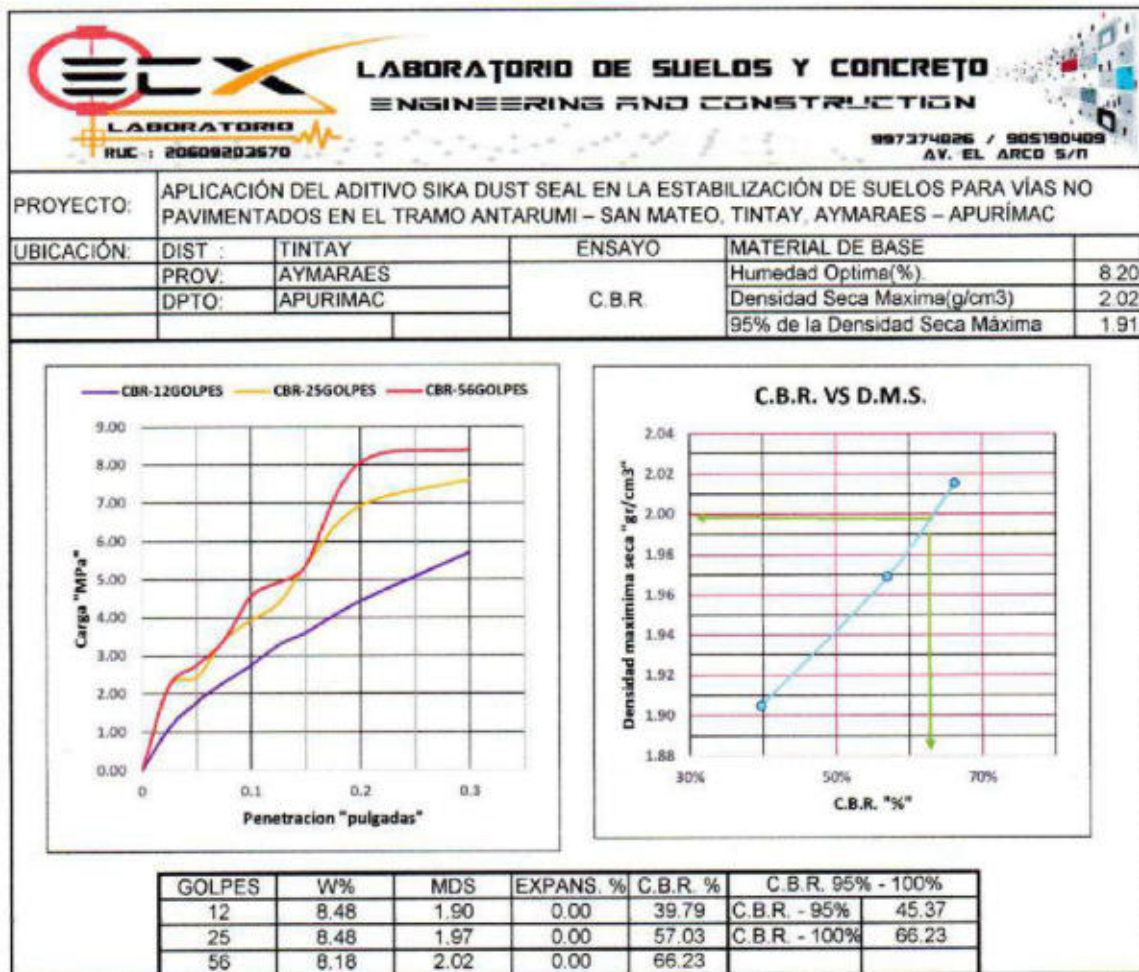 ECX
LABORATORIO
RUC : 20609203570
LABORATORIO DE SUELOS Y CONCRETO
ENGINEERING AND CONSTRUCTION
997374026 / 905190409
AV. EL ARCO S/N
PROYECTO: APLICACIÓN DEL ADITIVO SIKA DUST SEAL EN LA ESTABILIZACIÓN DE SUELOS PARA VÍAS NO
PAVIMENTADOS EN EL TRAMO ANTARUMI – SAN MATEO, TINTAY, AYMARAES – APURÍMAC
UBICACIÓN: DIST : TINTAY ENSAYO MATERIAL DE BASE
PROV: AYMARAES Humedad Optima(%). 8.20
DPTO: APURIMAC C.B.R. Densidad Seca Maxima(g/cm3) 2.02
95% de la Densidad Seca Máxima 1.91
CBR-12GOLPES CBR-25GOLPES CBR-56GOLPES
9.00
8.00
7.00
6.00
5.00
4.00
3.00
2.00
1.00
0.00
Carga "MPa"
0 0.1 0.2 0.3
Penetracion "pulgadas"
C.B.R. VS D.M.S.
2.04
2.02
2.00
1.98
1.96
1.94
1.92
1.90
1.88
Densidad maximima seca "gr/cm3"
30% 50% 70%
C.B.R. "%"
GOLPES W% MDS EXPANS. % C.B.R. % C.B.R. 95% - 100%
12 8.48 1.90 0.00 39.79 C.B.R. - 95% 45.37
25 8.48 1.97 0.00 57.03 C.B.R. - 100% 66.23
56 8.18 2.02 0.00 66.23